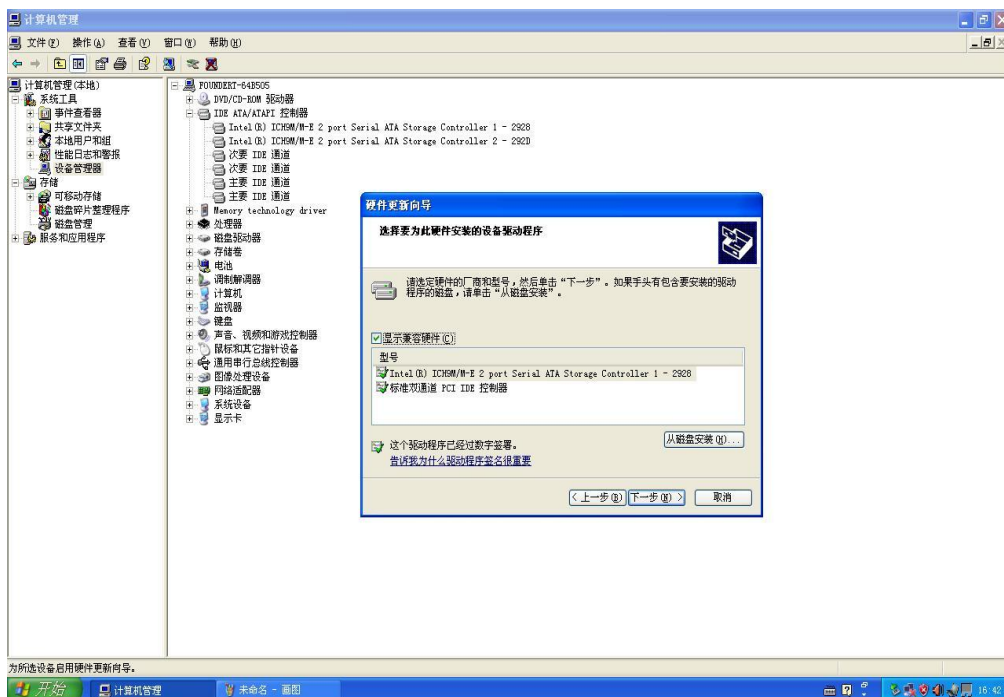 计算机管理
文件(F) 操作(A) 查看(V) 窗口(W) 帮助(H)
计算机管理(本地)
系统工具
事件查看器
共享文件夹
本地用户和组
性能日志和警报
设备管理器
存储
可移动存储
磁盘碎片整理程序
磁盘管理
服务和应用程序
FOUNDERT-64B505
DVD/CD-ROM 驱动器
IDE ATA/ATAPI 控制器
Intel(R) ICH9M/M-E 2 port Serial ATA Storage Controller 1 - 2928
Intel(R) ICH9M/M-E 2 port Serial ATA Storage Controller 2 - 292D
次要 IDE 通道
次要 IDE 通道
主要 IDE 通道
主要 IDE 通道
Memory technology driver
处理器
磁盘驱动器
存储卷
电池
调制解调器
计算机
监视器
键盘
声音、视频和游戏控制器
鼠标和其它指针设备
通用串行总线控制器
图像处理设备
网络适配器
系统设备
显示卡
硬件更新向导
选择要为此硬件安装的设备驱动程序
请选定硬件的厂商和型号，然后单击“下一步”。如果手头有包含要安装的驱动
程序的磁盘，请单击“从磁盘安装”。
显示兼容硬件(C)
型号
Intel(R) ICH9M/M-E 2 port Serial ATA Storage Controller 1 - 2928
标准双通道 PCI IDE 控制器
从磁盘安装(H)...
这个驱动程序已经过数字签署。
告诉我为什么驱动程序签名很重要
< 上一步(B) 下一步(N) > 取消
为所选设备启用硬件更新向导。
开始 计算机管理 未命名 - 画图 16:42